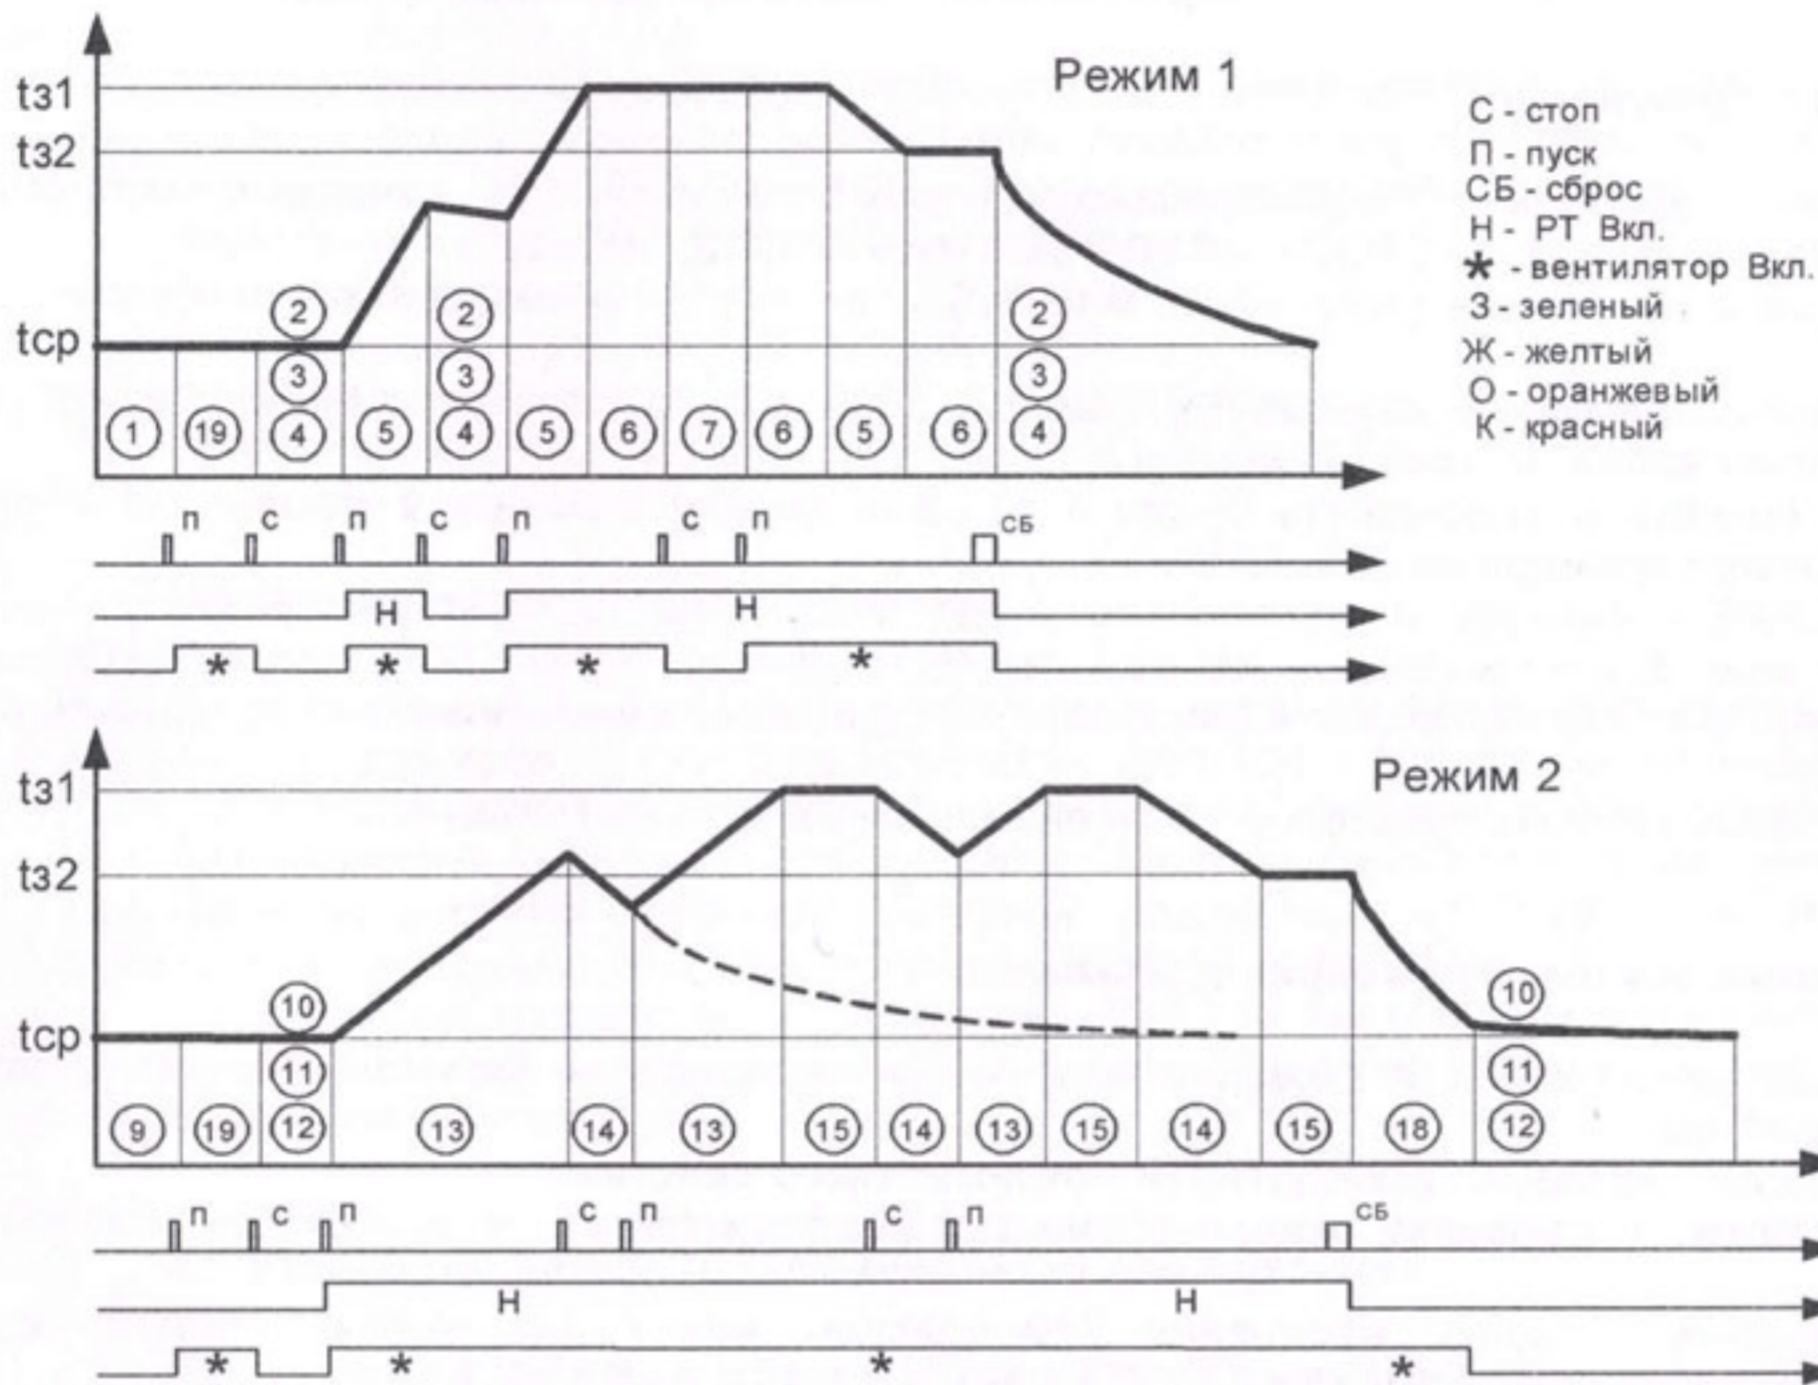 Режим 1
tз1
tз2
tср
С - стоп
П - пуск
СБ - сброс
Н - РТ Вкл.
* - вентилятор Вкл.
З - зеленый
Ж - желтый
О - оранжевый
К - красный
2 2 2
3 3 3
1 19 4 5 4 5 6 7 6 5 6 4
п с п с п с п СБ
Н Н
* * * *
Режим 2
tз1
tз2
tср
10 10
11 11
9 19 12 13 14 13 15 14 13 15 14 15 18 12
п с п с п с п СБ
Н Н
* * * *